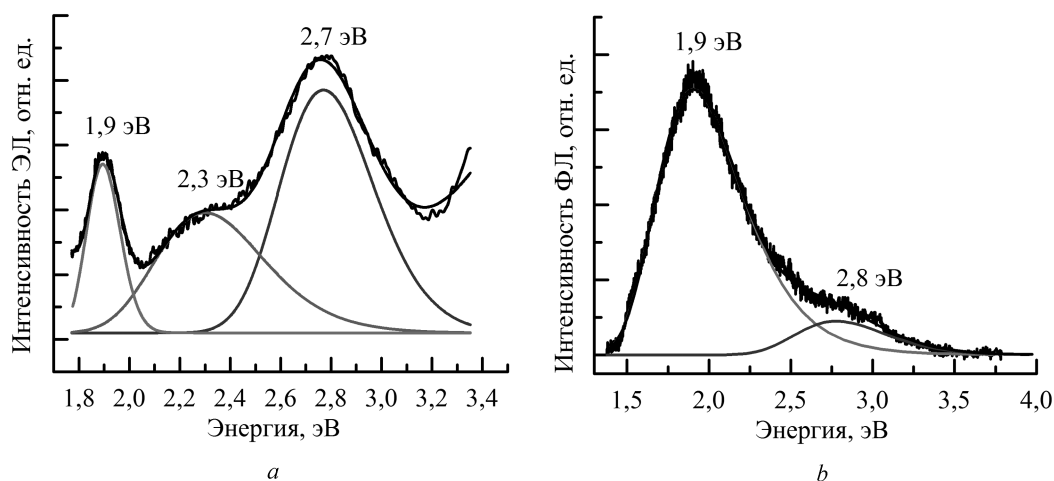 Интенсивность ЭЛ, отн. ед.
1,9 эВ
2,3 эВ
2,7 эВ
1,8 2,0 2,2 2,4 2,6 2,8 3,0 3,2 3,4
Энергия, эВ
a
Интенсивность ФЛ, отн. ед.
1,9 эВ
2,8 эВ
1,5 2,0 2,5 3,0 3,5 4,0
Энергия, эВ
b